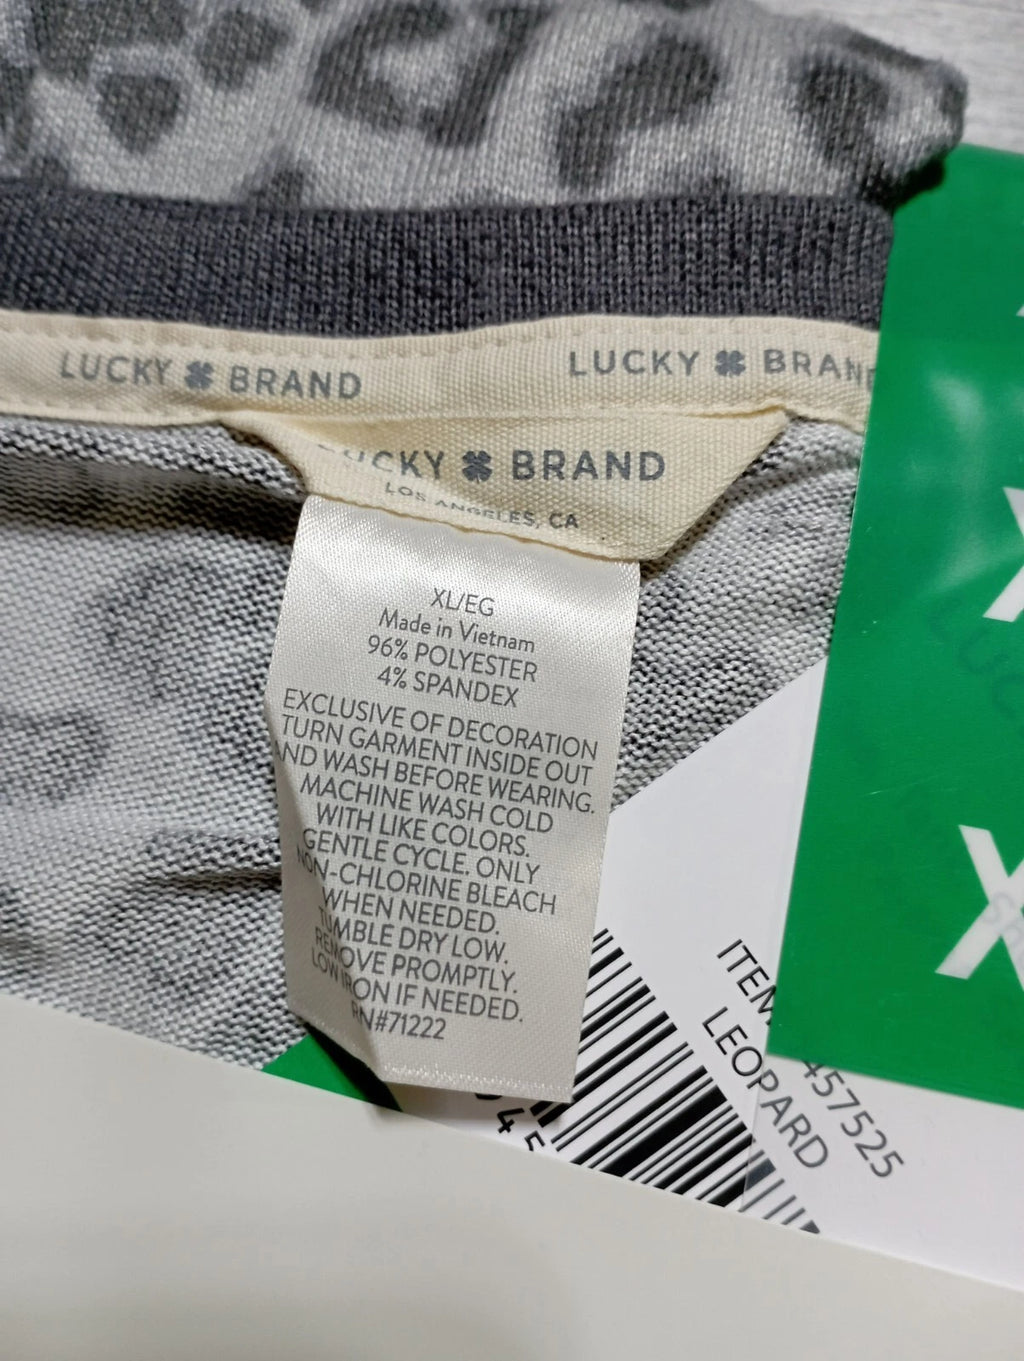 LUCKY BRAND
LUCKY BRAND
LUCKY BRAND
LOS ANGELES, CA
XL/EG
Made in Vietnam
96% POLYESTER
4% SPANDEX
EXCLUSIVE OF DECORATION
TURN GARMENT INSIDE OUT
AND WASH BEFORE WEARING.
MACHINE WASH COLD
WITH LIKE COLORS.
GENTLE CYCLE. ONLY
NON-CHLORINE BLEACH
WHEN NEEDED.
TUMBLE DRY LOW.
REMOVE PROMPTLY.
LOW IRON IF NEEDED.
RN#71222
ITEM 457525
LEOPARD
X
X